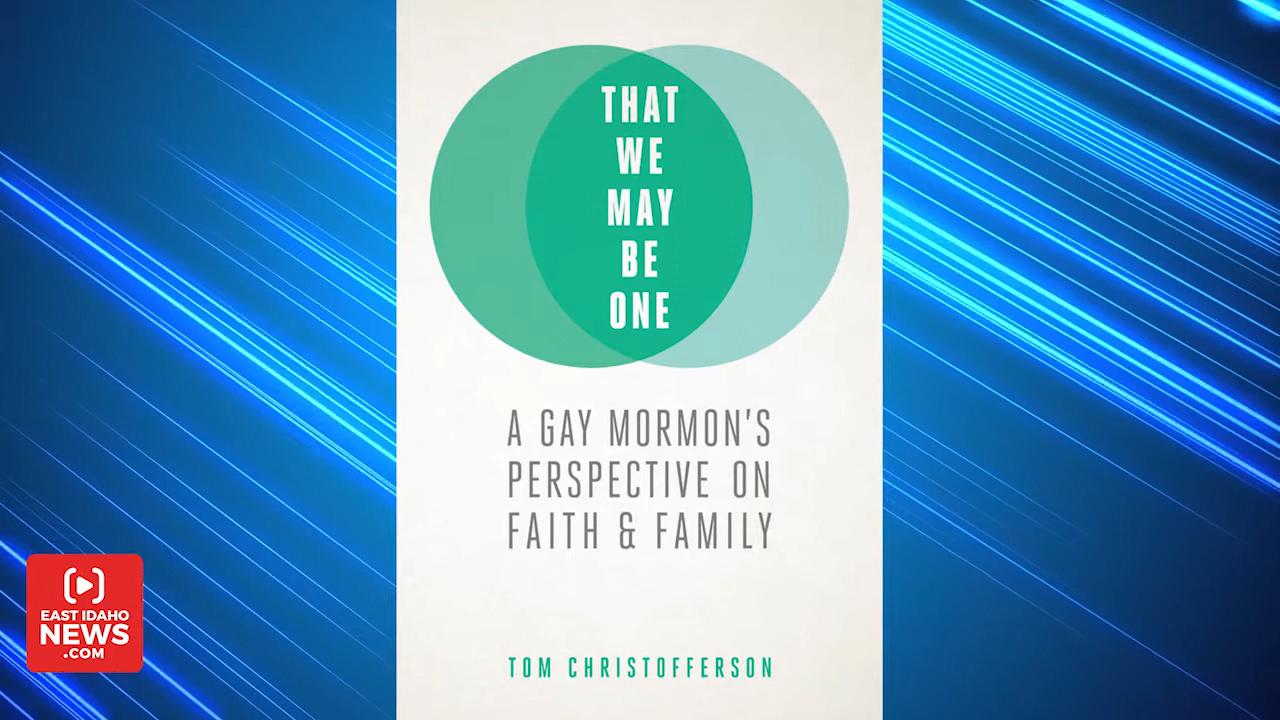 THAT
WE
MAY
BE
ONE
A GAY MORMON'S
PERSPECTIVE ON
FAITH & FAMILY
TOM CHRISTOFFERSON
EAST IDAHO
NEWS
.COM